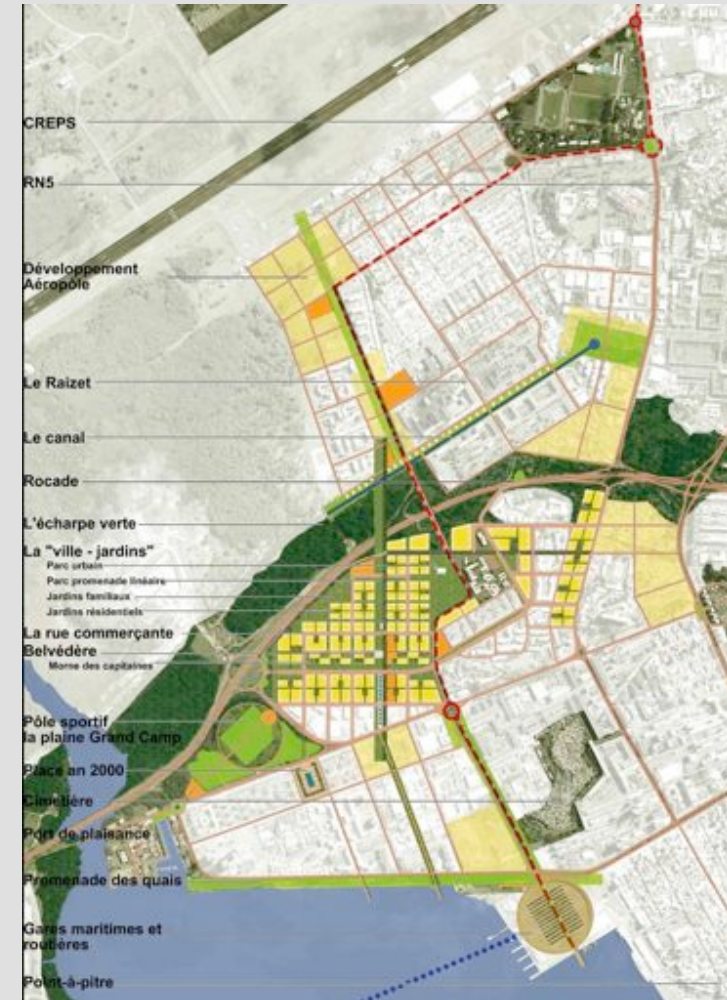 CREPS
RN5
Développement
Aéropôle
Le Raizet
Le canal
Rocade
L'écharpe verte
La "ville - jardins"
Parc urbain
Parc promenade linéaire
Jardins familiaux
Jardins résidentiels
La rue commerçante
Belvédère
Morne des capitaines
Pôle sportif
la plaine Grand Camp
Place an 2000
Cimetière
Port de plaisance
Promenade des quais
Gares maritimes et
routières
Point-à-pitre